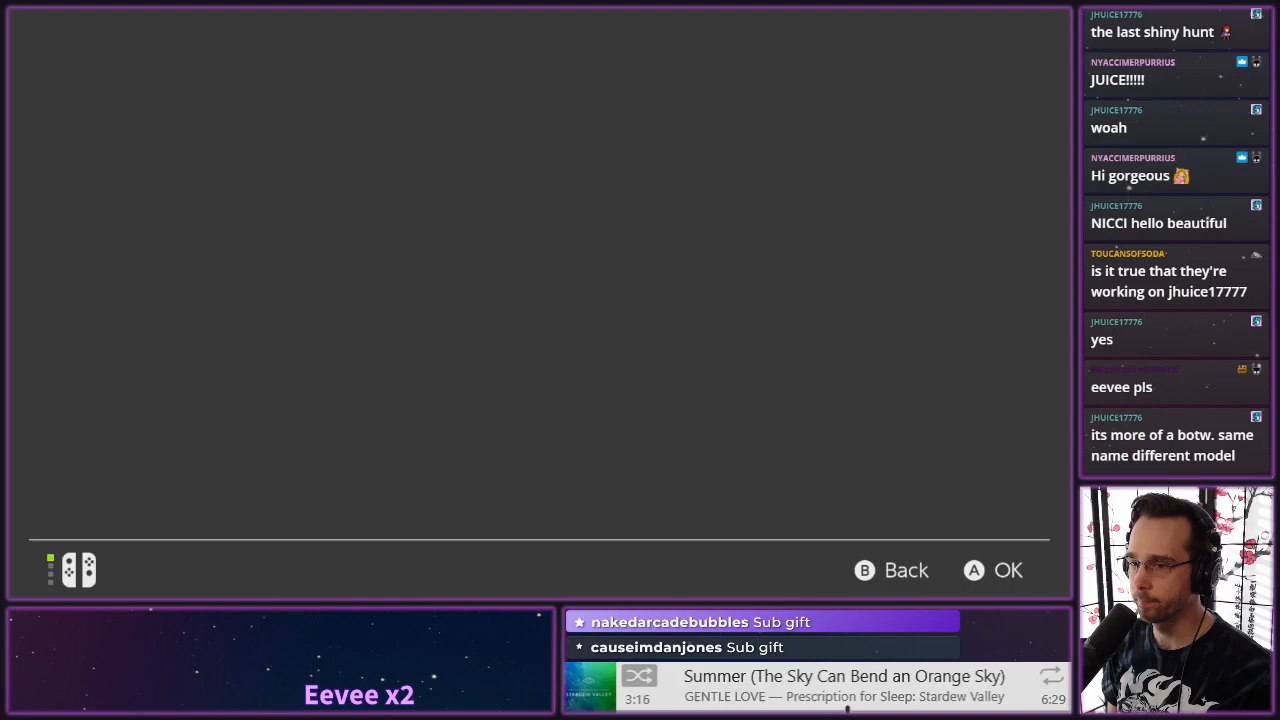 JHUICE17776
the last shiny hunt
NYACCIMERPURRIUS
JUICE!!!!!
JHUICE17776
woah
NYACCIMERPURRIUS
Hi gorgeous
JHUICE17776
NICCI hello beautiful
TOUCANSOFSODA
is it true that they're
working on jhuice17777
JHUICE17776
yes
eevee pls
JHUICE17776
its more of a botw. same
name different model
B Back
A OK
Eevee x2
nakedarcadebubbles Sub gift
causeimdanjones Sub gift
STARDEW VALLEY
Summer (The Sky Can Bend an Orange Sky)
3:16
GENTLE LOVE — Prescription for Sleep: Stardew Valley
6:29